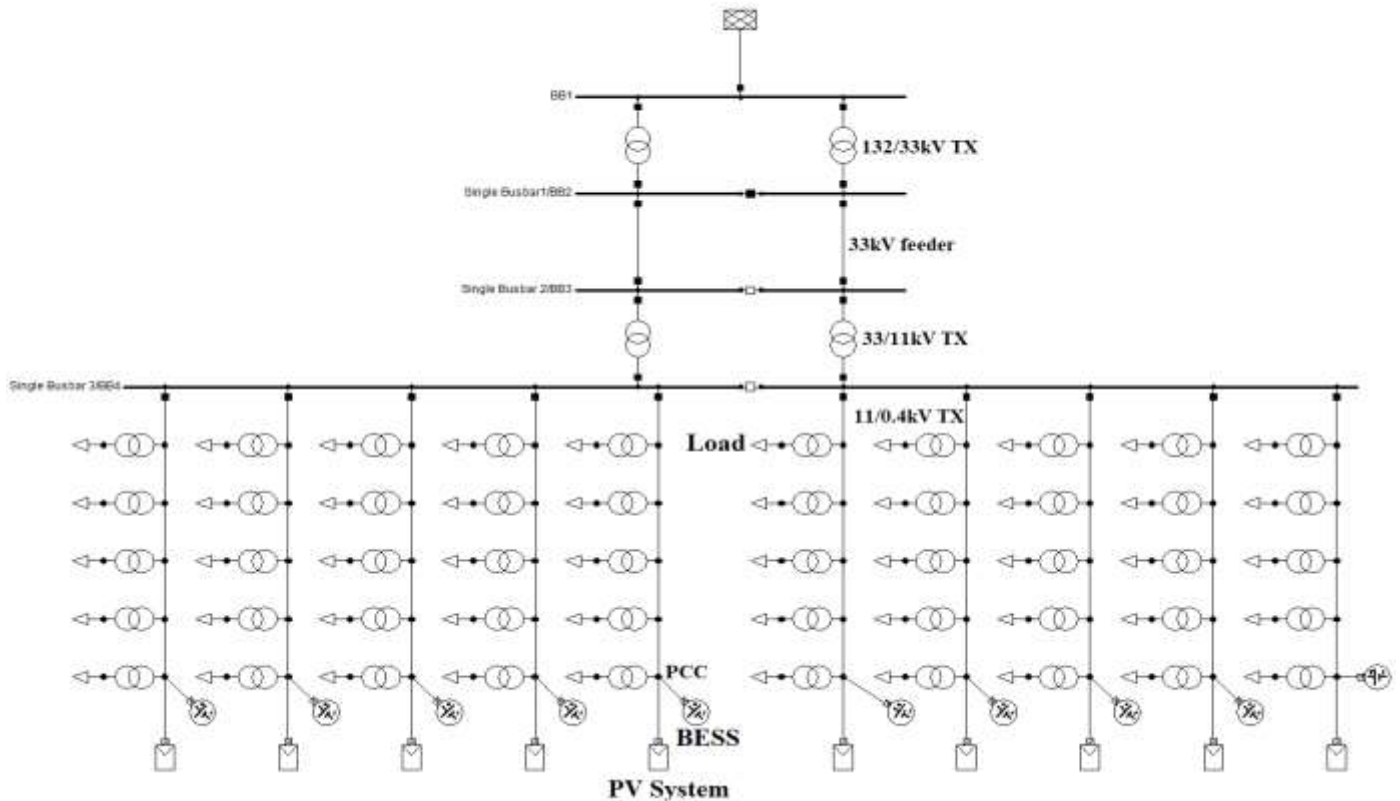 BB1
132/33kV TX
Single Busbar1/BB2
33kV feeder
Single Busbar 2/BB3
33/11kV TX
Single Busbar 3/BB4
11/0.4kV TX
Load
PCC
BESS
PV System